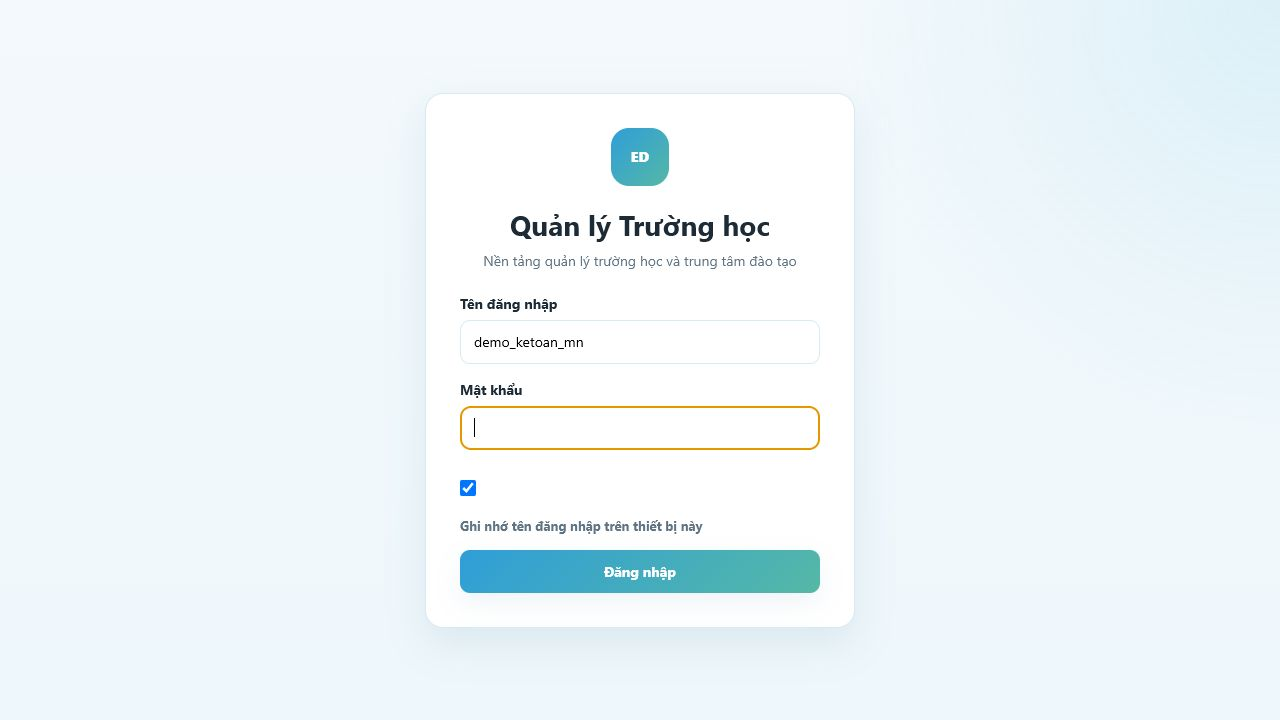 ED
Quản lý Trường học
Nền tảng quản lý trường học và trung tâm đào tạo
Tên đăng nhập
demo_ketoan_mn
Mật khẩu
Ghi nhớ tên đăng nhập trên thiết bị này
Đăng nhập